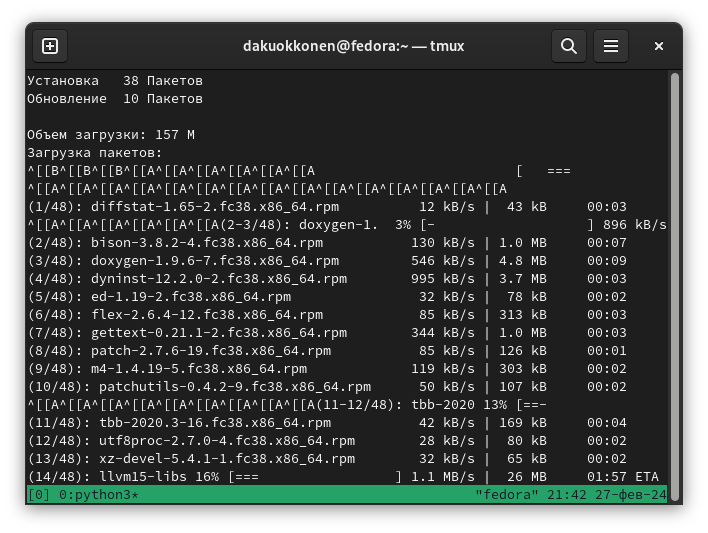 dakuokkonen@fedora:~ — tmux
Установка   38 Пакетов
Обновление  10 Пакетов
Объем загрузки: 157 M
Загрузка пакетов:
^[[B^[[B^[[B^[[A^[[A^[[A^[[A^[[A^[[A                         [   ===
^[[A^[[A^[[A^[[A^[[A^[[A^[[A^[[A^[[A^[[A^[[A^[[A^[[A^[[A^[[A
(1/48): diffstat-1.65-2.fc38.x86_64.rpm          12 kB/s |  43 kB     00:03
^[[A^[[A^[[A^[[A^[[A^[[A(2-3/48): doxygen-1.  3% [-                   ] 896 kB/s
(2/48): bison-3.8.2-4.fc38.x86_64.rpm           130 kB/s | 1.0 MB     00:07
(3/48): doxygen-1.9.6-7.fc38.x86_64.rpm         546 kB/s | 4.8 MB     00:09
(4/48): dyninst-12.2.0-2.fc38.x86_64.rpm        995 kB/s | 3.7 MB     00:03
(5/48): ed-1.19-2.fc38.x86_64.rpm                32 kB/s |  78 kB     00:02
(6/48): flex-2.6.4-12.fc38.x86_64.rpm            85 kB/s | 313 kB     00:03
(7/48): gettext-0.21.1-2.fc38.x86_64.rpm        344 kB/s | 1.0 MB     00:03
(8/48): patch-2.7.6-19.fc38.x86_64.rpm           85 kB/s | 126 kB     00:01
(9/48): m4-1.4.19-5.fc38.x86_64.rpm             119 kB/s | 303 kB     00:02
(10/48): patchutils-0.4.2-9.fc38.x86_64.rpm      50 kB/s | 107 kB     00:02
^[[A^[[A^[[A^[[A^[[A^[[A^[[A^[[A^[[A(11-12/48): tbb-2020 13% [==-
(11/48): tbb-2020.3-16.fc38.x86_64.rpm           42 kB/s | 169 kB     00:04
(12/48): utf8proc-2.7.0-4.fc38.x86_64.rpm        28 kB/s |  80 kB     00:02
(13/48): xz-devel-5.4.1-1.fc38.x86_64.rpm        32 kB/s |  65 kB     00:02
(14/48): llvm15-libs 16% [===                 ] 1.1 MB/s |  26 MB     01:57 ETA
[0] 0:python3*                                          "fedora" 21:42 27-фев-24